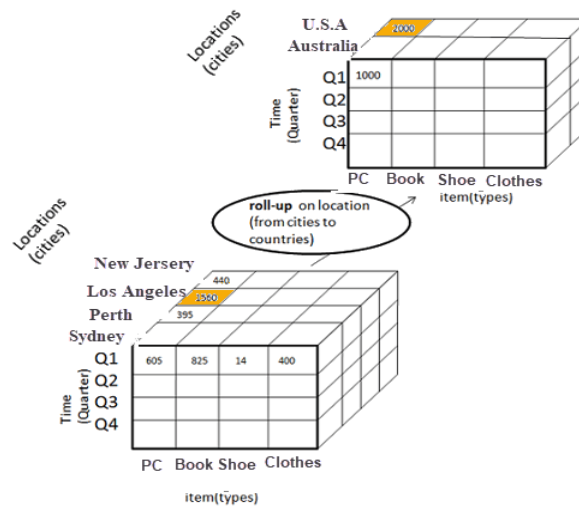 Locations
(cities)
U.S.A
Australia
2000
Time
(Quarter)
Q1
Q2
Q3
Q4
1000
PC Book Shoe Clothes
item(types)
roll-up on location
(from cities to
countries)
Locations
(cities)
New Jersery
Los Angeles
Perth
Sydney
440
1560
395
Time
(Quarter)
Q1
Q2
Q3
Q4
605 825 14 400
PC Book Shoe Clothes
item(types)